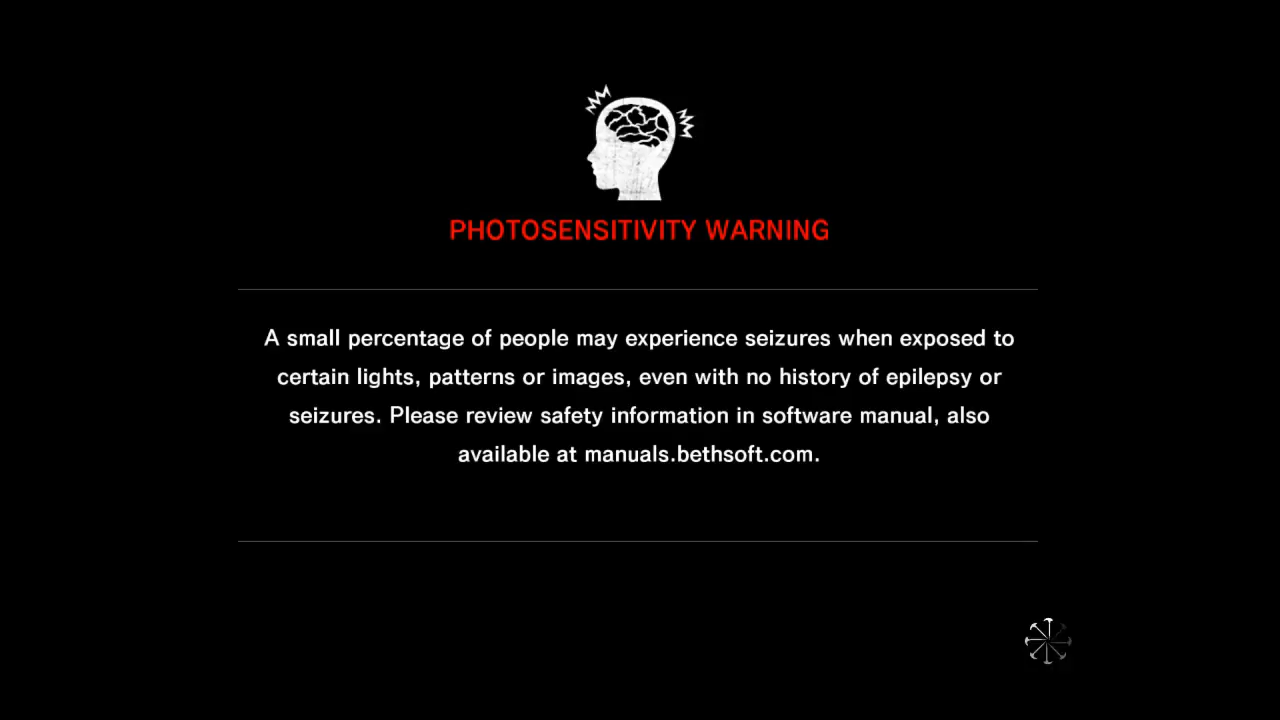 PHOTOSENSITIVITY WARNING
A small percentage of people may experience seizures when exposed to
certain lights, patterns or images, even with no history of epilepsy or
seizures. Please review safety information in software manual, also
available at manuals.bethsoft.com.